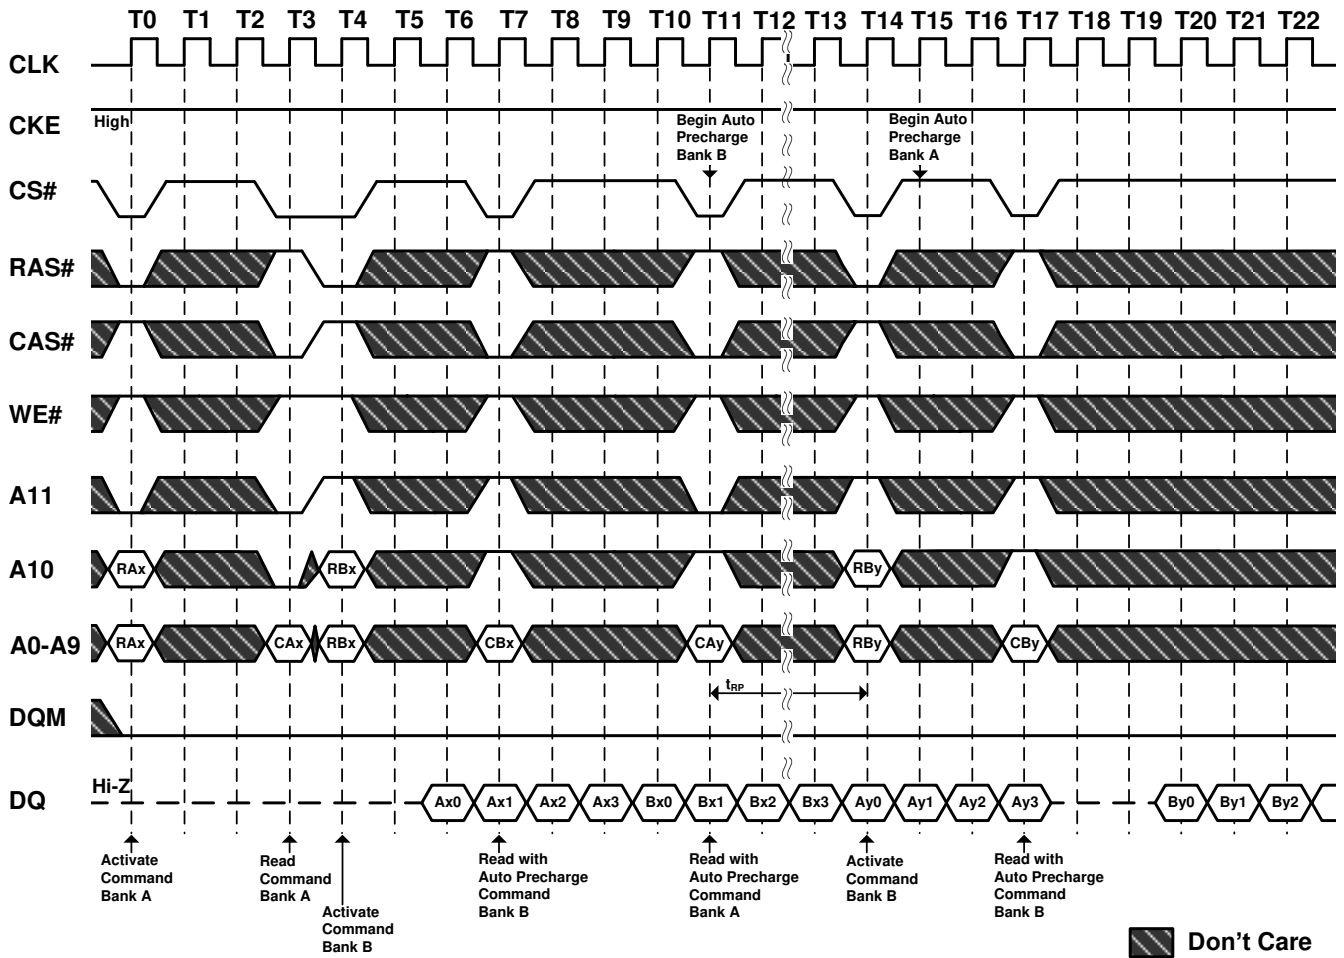 T0 T1 T2 T3 T4 T5 T6 T7 T8 T9 T10 T11 T12 T13 T14 T15 T16 T17 T18 T19 T20 T21 T22
CLK
CKE High
Begin Auto
Precharge
Bank B
Begin Auto
Precharge
Bank A
CS#
RAS#
CAS#
WE#
A11
A10 RAx RBx RBy
A0-A9 RAx CAx RBx CBx CAy RBy CBy
tRP
DQM
Hi-Z
DQ Ax0 Ax1 Ax2 Ax3 Bx0 Bx1 Bx2 Bx3 Ay0 Ay1 Ay2 Ay3 By0 By1 By2
Activate
Command
Bank A
Read
Command
Bank A
Activate
Command
Bank B
Read with
Auto Precharge
Command
Bank B
Read with
Auto Precharge
Command
Bank A
Activate
Command
Bank B
Read with
Auto Precharge
Command
Bank B
Don't Care